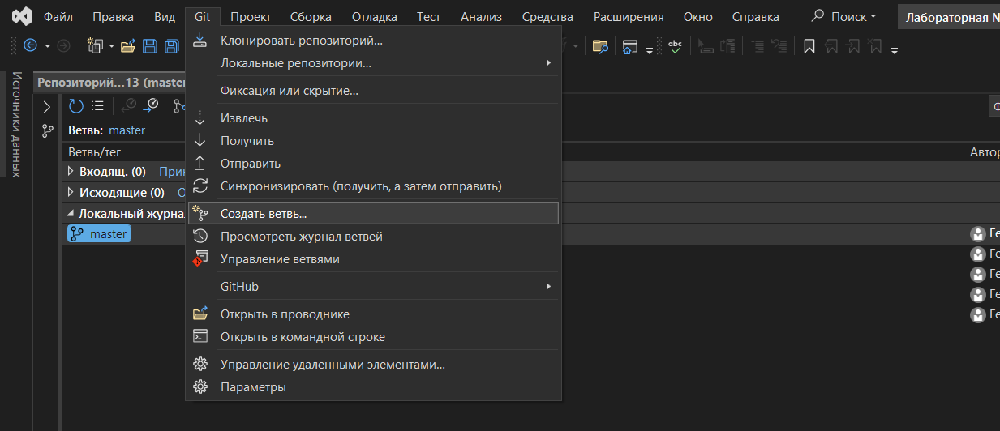 Файл Правка Вид Git Проект Сборка Отладка Тест Анализ Средства Расширения Окно Справка Поиск Лабораторная N
Источники данных
Репозиторий...13 (master
Ветвь: master
Ветвь/тег
Автор
Входящ. (0) При
Исходящие (0) О
Локальный журна
master
Ге
Ге
Ге
Ге
Ге
Клонировать репозиторий...
Локальные репозитории...
Фиксация или скрытие...
Извлечь
Получить
Отправить
Синхронизировать (получить, а затем отправить)
Создать ветвь...
Просмотреть журнал ветвей
Управление ветвями
GitHub
Открыть в проводнике
Открыть в командной строке
Управление удаленными элементами...
Параметры
abc